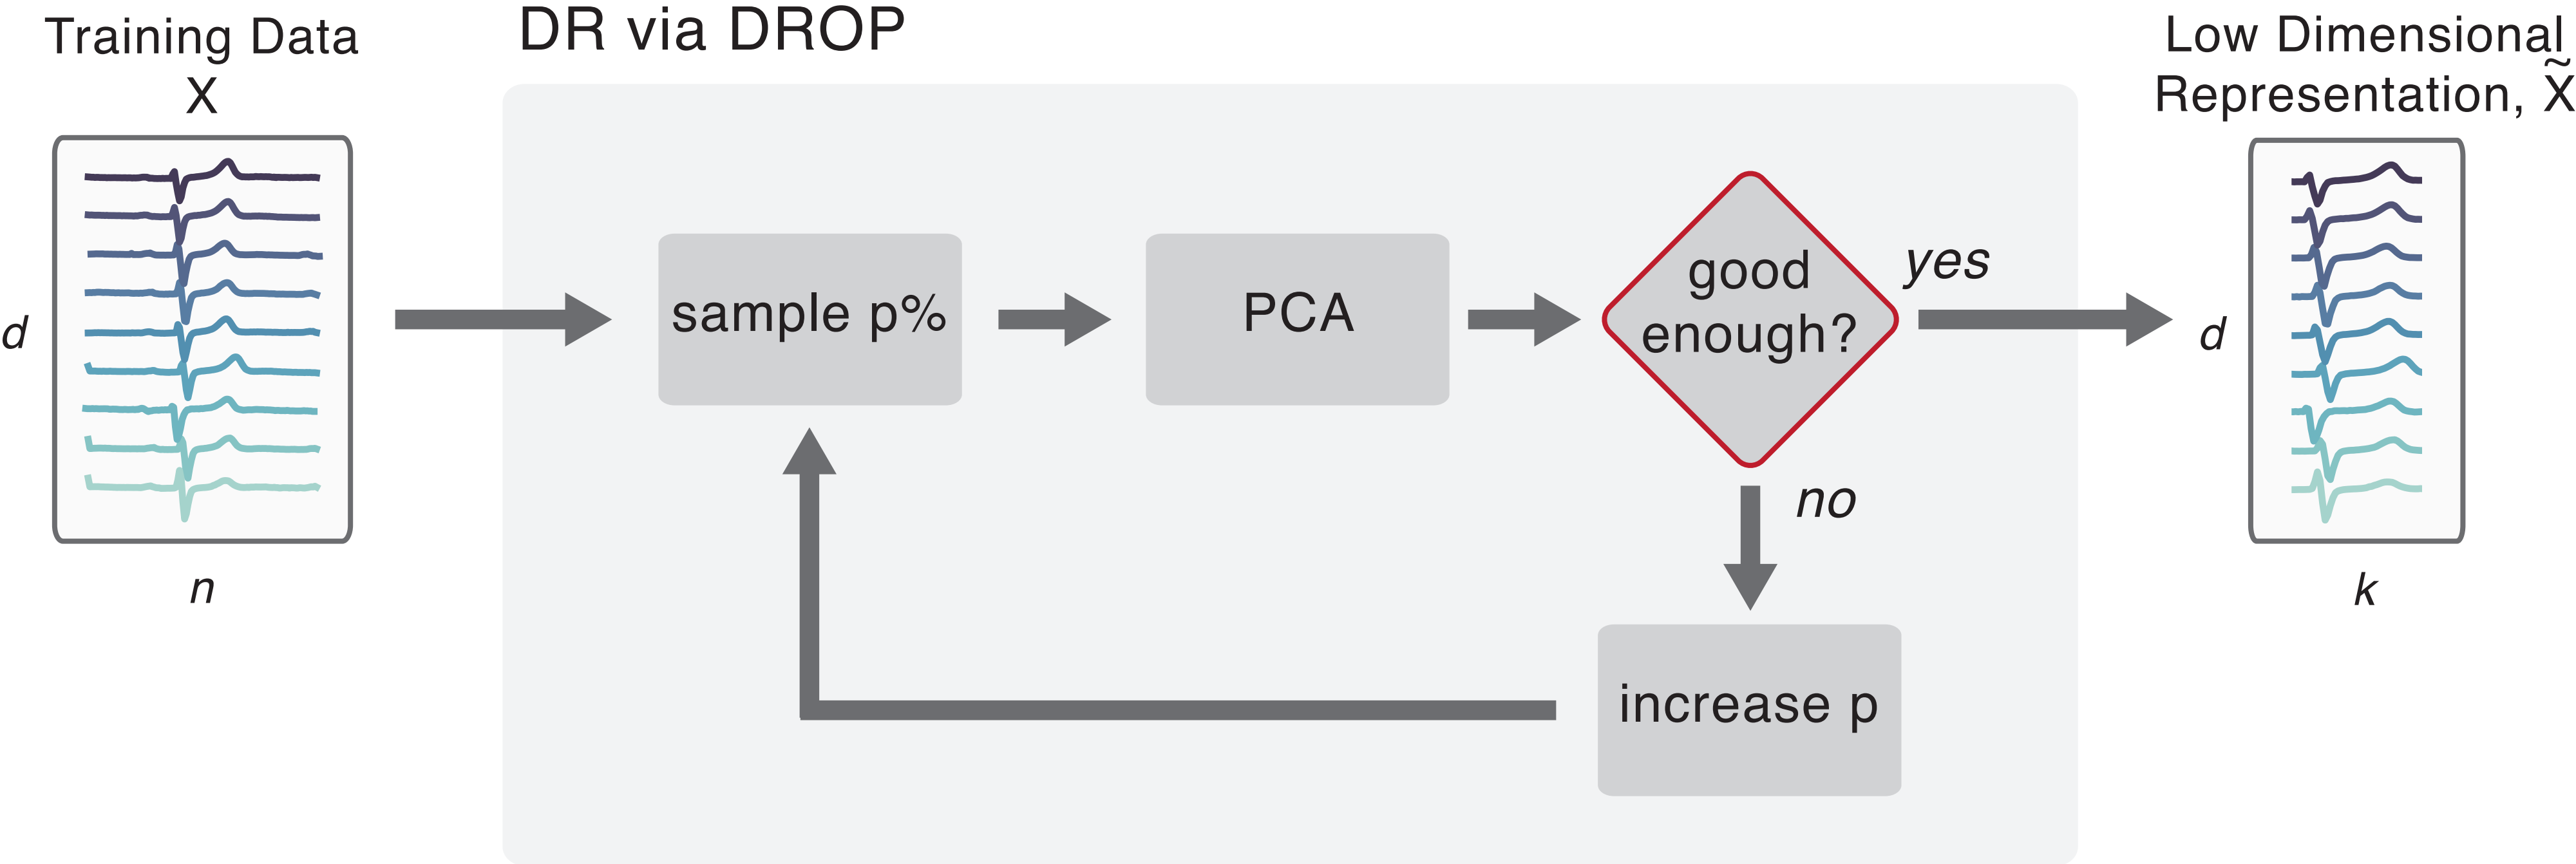 Training Data
X
d
n
DR via DROP
sample p%
PCA
good
enough?
yes
no
increase p
Low Dimensional
Representation, X̃
d
k